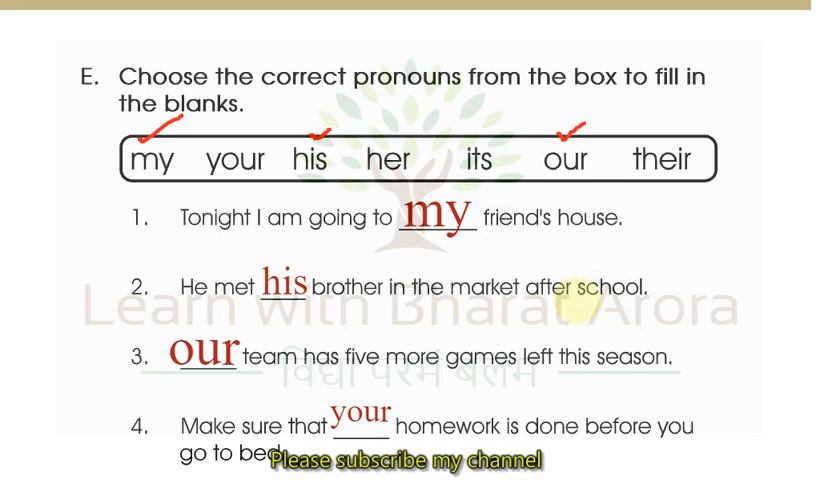 E. Choose the correct pronouns from the box to fill in
the blanks.
my your his her its our their
1. Tonight I am going to my friend's house.
2. He met his brother in the market after school.
Learn with Bharat Arora
3. our team has five more games left this season.
विद्या परमं बलम
4. Make sure that your homework is done before you
go to bed
Please subscribe my channel